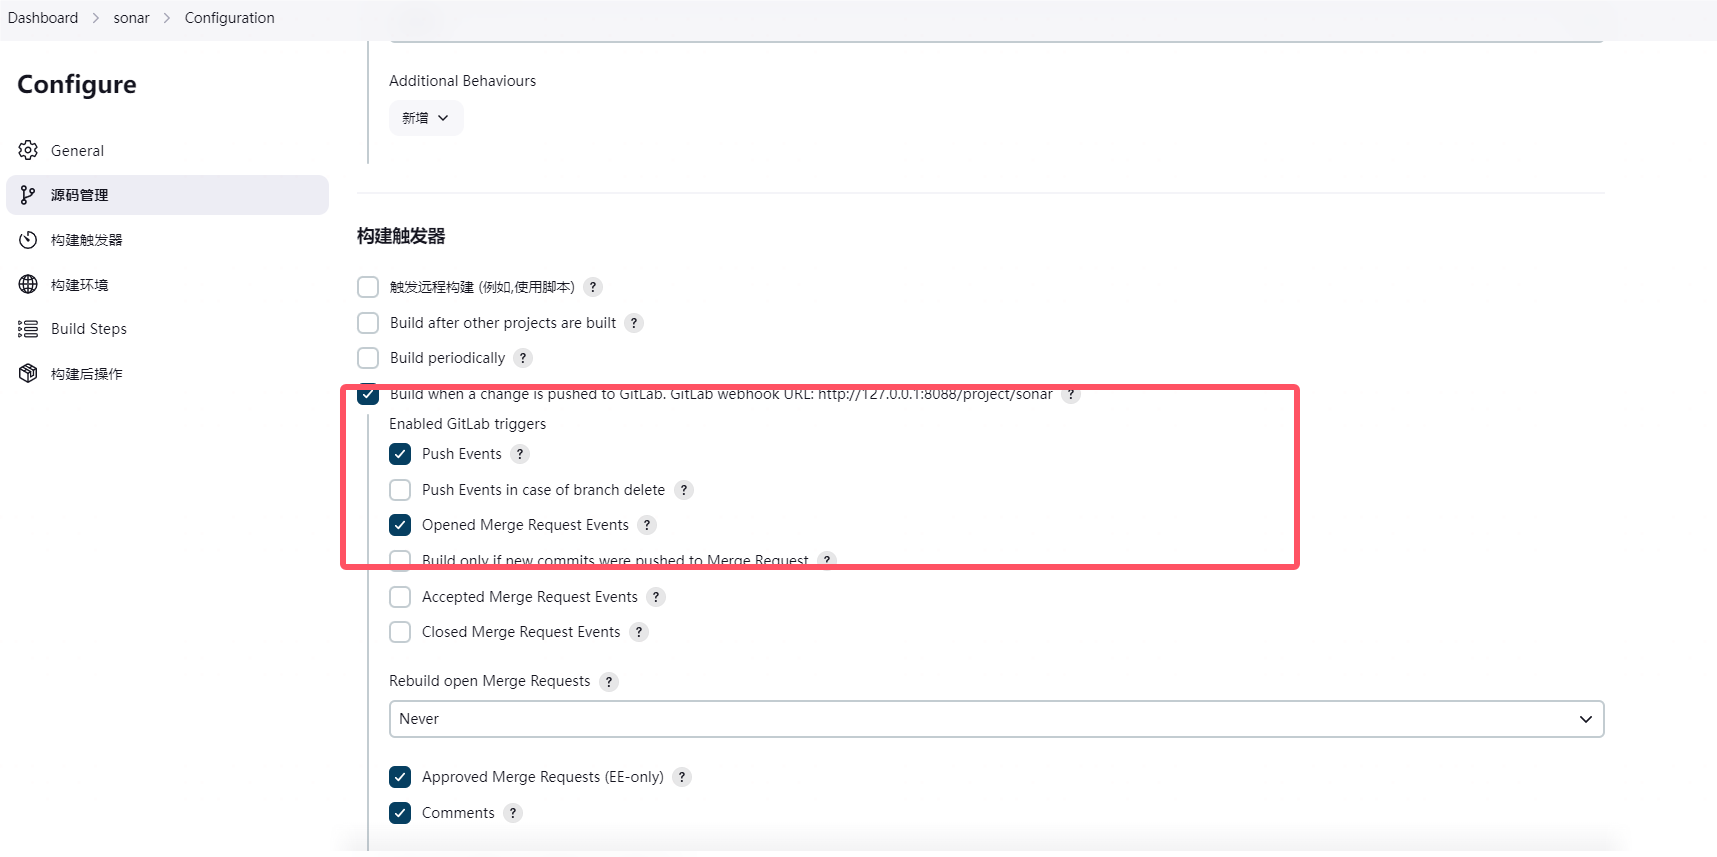 Dashboard > sonar > Configuration
Configure
General
源码管理
构建触发器
构建环境
Build Steps
构建后操作
Additional Behaviours
新增
构建触发器
触发远程构建 (例如,使用脚本) ?
Build after other projects are built ?
Build periodically ?
Build when a change is pushed to GitLab. GitLab webhook URL: http://127.0.0.1:8088/project/sonar ?
Enabled GitLab triggers
Push Events ?
Push Events in case of branch delete ?
Opened Merge Request Events ?
Build only if new commits were pushed to Merge Request ?
Accepted Merge Request Events ?
Closed Merge Request Events ?
Rebuild open Merge Requests ?
Never
Approved Merge Requests (EE-only) ?
Comments ?